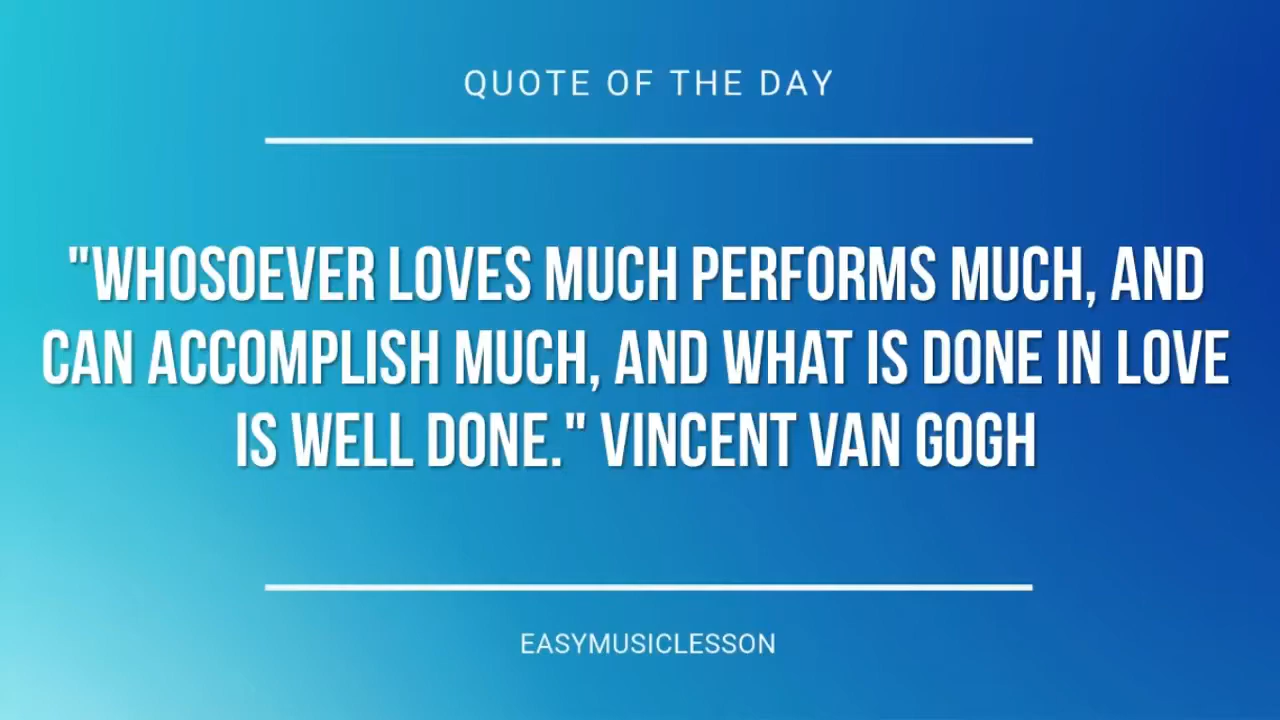 QUOTE OF THE DAY
"WHOSOEVER LOVES MUCH PERFORMS MUCH, AND
CAN ACCOMPLISH MUCH, AND WHAT IS DONE IN LOVE
IS WELL DONE." VINCENT VAN GOGH
EASYMUSICLESSON